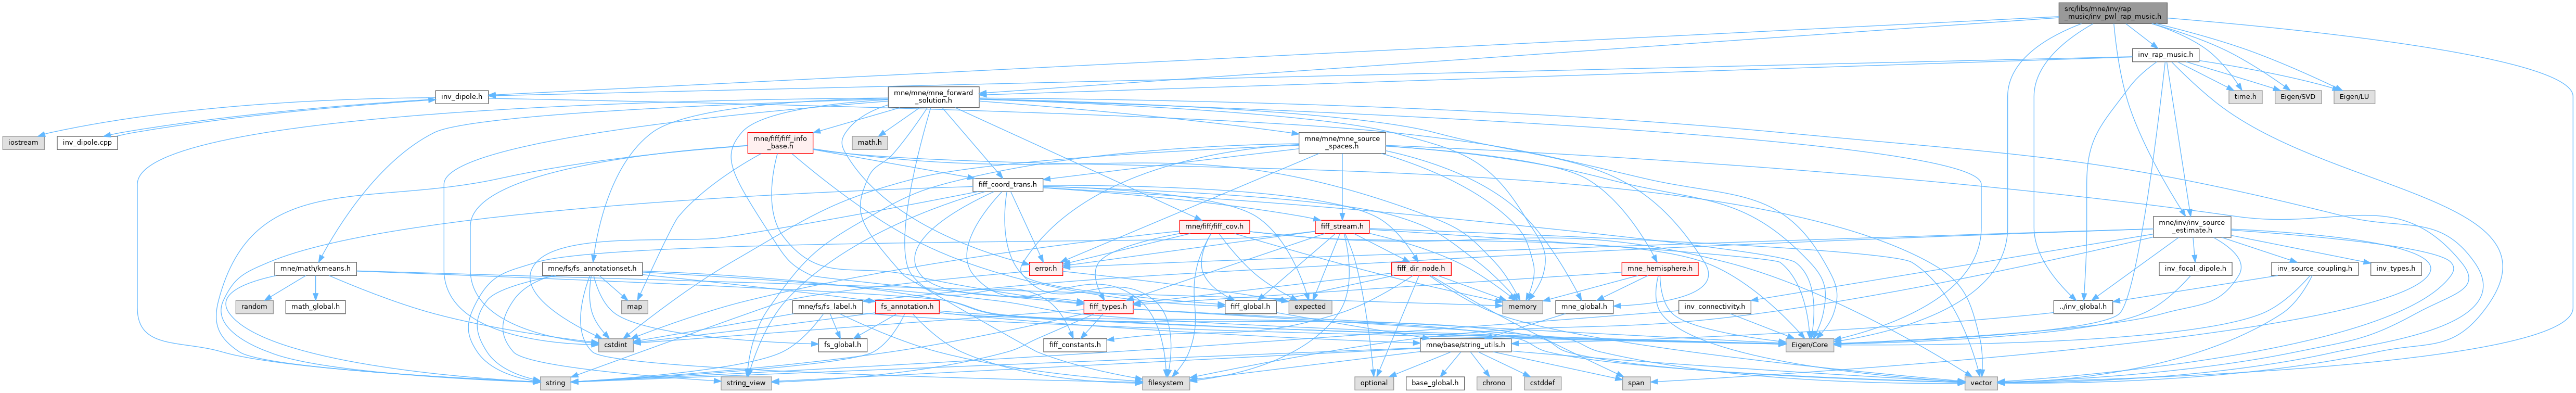 src/libs/mne/inv/rap
_music/inv_pwl_rap_music.h
inv_rap_music.h
inv_dipole.h
mne/mne/mne_forward
_solution.h
time.h
Eigen/SVD
Eigen/LU
iostream
inv_dipole.cpp
mne/fiff/fiff_info
_base.h
math.h
mne/mne/mne_source
_spaces.h
fiff_coord_trans.h
mne/fiff/fiff_cov.h
fiff_stream.h
mne/inv/inv_source
_estimate.h
mne/math/kmeans.h
mne/fs/fs_annotationset.h
error.h
fiff_dir_node.h
mne_hemisphere.h
inv_focal_dipole.h
inv_source_coupling.h
inv_types.h
random
math_global.h
map
mne/fs/fs_label.h
fs_annotation.h
fiff_types.h
fiff_global.h
expected
memory
mne_global.h
inv_connectivity.h
../inv_global.h
cstdint
fs_global.h
fiff_constants.h
mne/base/string_utils.h
Eigen/Core
string
string_view
filesystem
optional
base_global.h
chrono
cstddef
span
vector